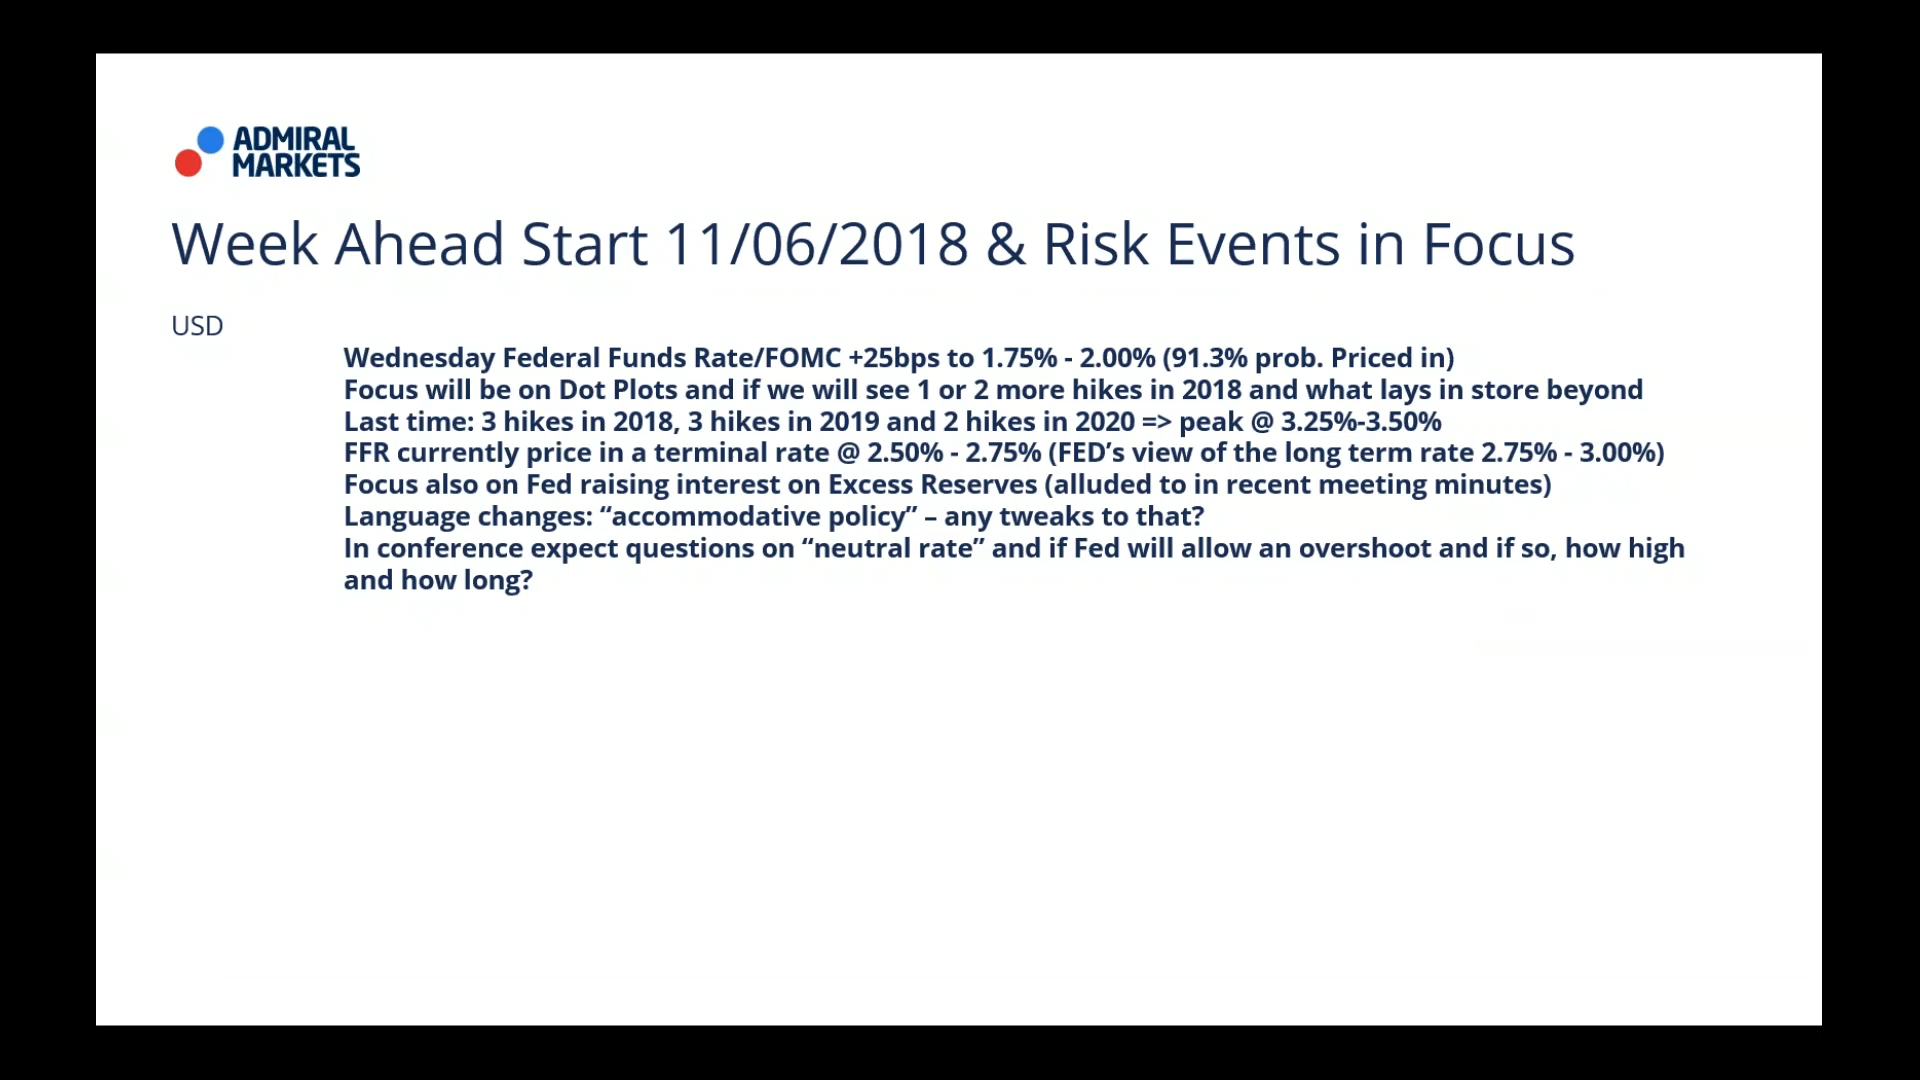 ADMIRAL
MARKETS
Week Ahead Start 11/06/2018 & Risk Events in Focus
USD
Wednesday Federal Funds Rate/FOMC +25bps to 1.75% - 2.00% (91.3% prob. Priced in)
Focus will be on Dot Plots and if we will see 1 or 2 more hikes in 2018 and what lays in store beyond
Last time: 3 hikes in 2018, 3 hikes in 2019 and 2 hikes in 2020 => peak @ 3.25%-3.50%
FFR currently price in a terminal rate @ 2.50% - 2.75% (FED’s view of the long term rate 2.75% - 3.00%)
Focus also on Fed raising interest on Excess Reserves (alluded to in recent meeting minutes)
Language changes: “accommodative policy” – any tweaks to that?
In conference expect questions on “neutral rate” and if Fed will allow an overshoot and if so, how high
and how long?